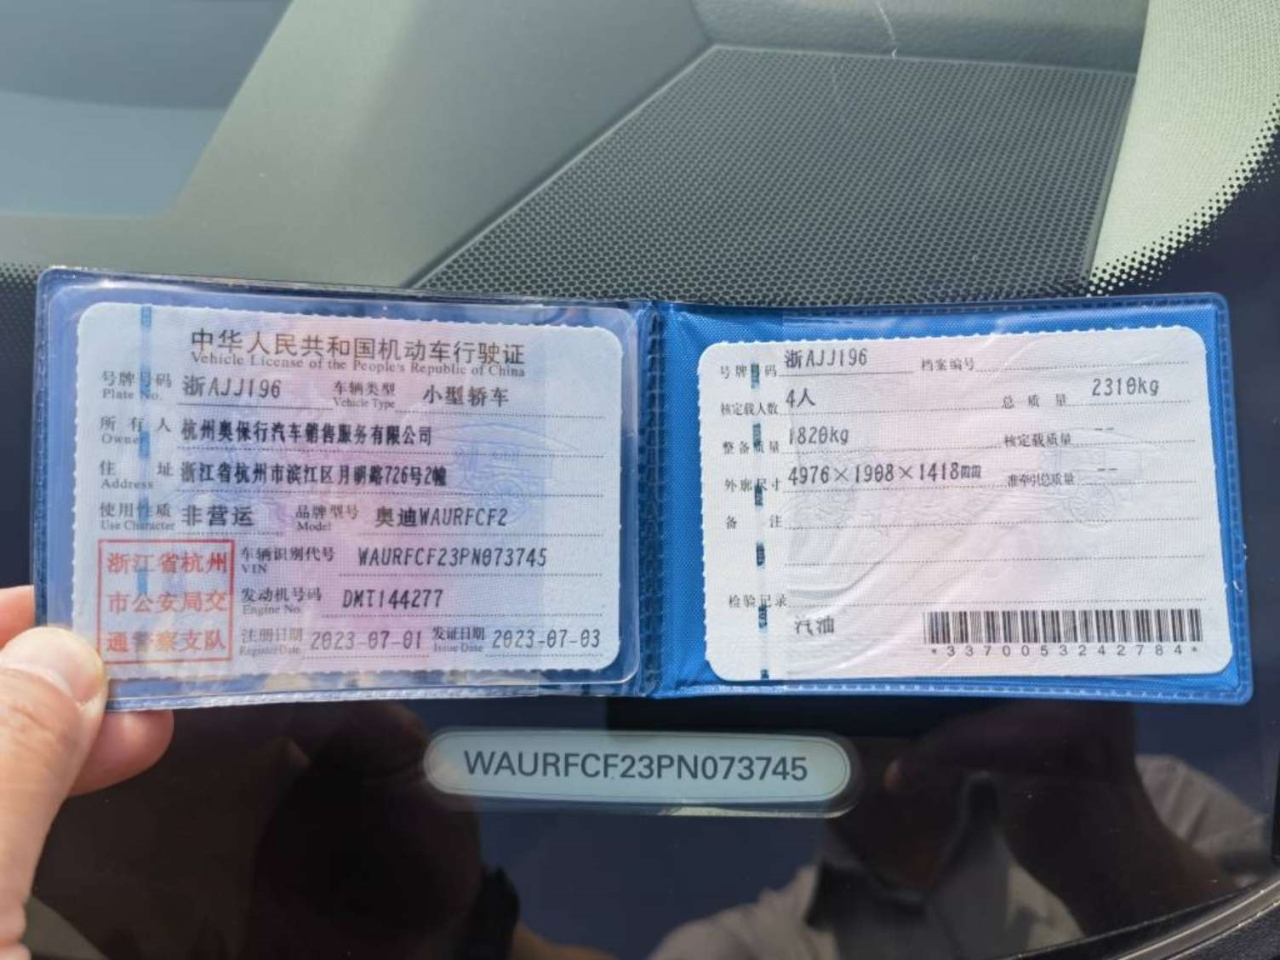 中华人民共和国机动车行驶证
Vehicle License of the People's Republic of China
号牌号码 浙AJJ196 车辆类型 小型轿车
Plate No. Vehicle Type
所有人 杭州奥保行汽车销售服务有限公司
Owner
住址 浙江省杭州市滨江区月明路726号2幢
Address
使用性质 非营运 品牌型号 奥迪WAURFCF2
Use Character Model
浙江省杭州
市公安局交
通警察支队
车辆识别代号 WAURFCF23PN073745
VIN
发动机号码 DMT144277
Engine No.
注册日期 2023-07-01 发证日期 2023-07-03
Register Date Issue Date
号牌号码 浙AJJ196 档案编号
核定载人数 4人 总质量 2310kg
整备质量 1820kg 核定载质量 --
外廓尺寸 4976×1908×1418mm 准牵引总质量 --
备注
检验记录
汽油
*3370053242784*
WAURFCF23PN073745